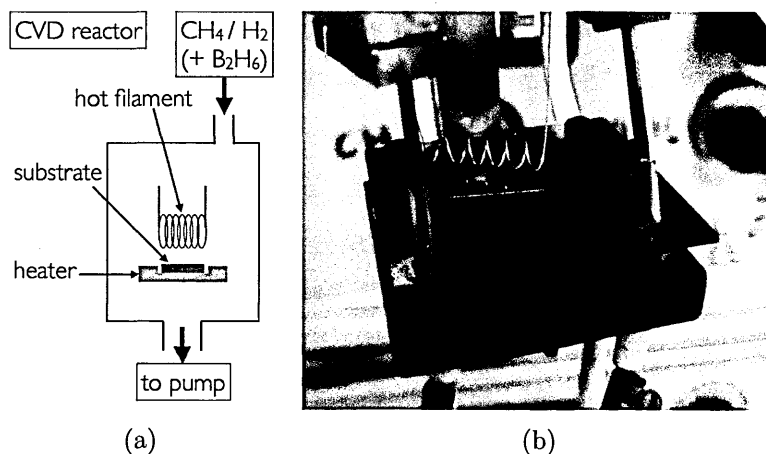 CVD reactor
CH₄ / H₂
(+ B₂H₆)
hot filament
substrate
heater
to pump
(a)
(b)